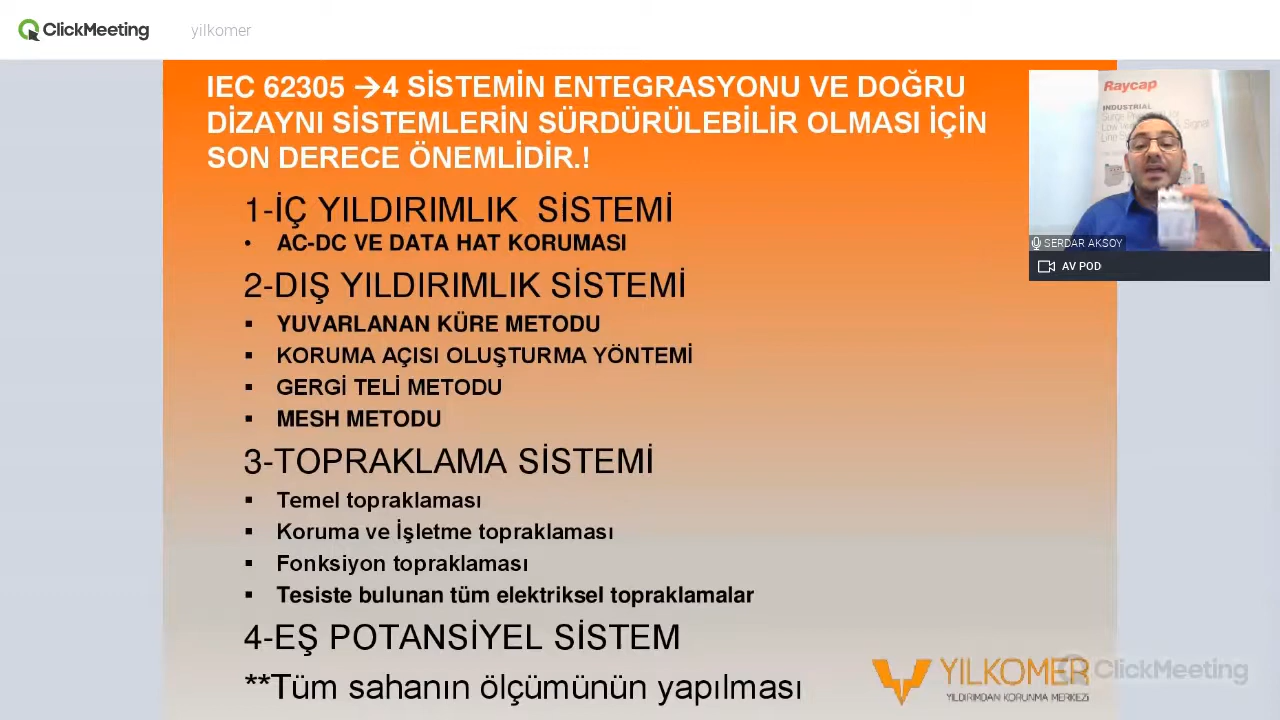 ClickMeeting
yilkomer
IEC 62305 →4 SİSTEMİN ENTEGRASYONU VE DOĞRU
DİZAYNI SİSTEMLERİN SÜRDÜRÜLEBİLİR OLMASI İÇİN
SON DERECE ÖNEMLİDİR.!
1-İÇ YILDIRIMLIK SİSTEMİ
• AC-DC VE DATA HAT KORUMASI
2-DIŞ YILDIRIMLIK SİSTEMİ
▪ YUVARLANAN KÜRE METODU
▪ KORUMA AÇISI OLUŞTURMA YÖNTEMİ
▪ GERGİ TELİ METODU
▪ MESH METODU
3-TOPRAKLAMA SİSTEMİ
▪ Temel topraklaması
▪ Koruma ve İşletme topraklaması
▪ Fonksiyon topraklaması
▪ Tesiste bulunan tüm elektriksel topraklamalar
4-EŞ POTANSİYEL SİSTEM
**Tüm sahanın ölçümünün yapılması
YILKOMER
YILDIRIMDAN KORUNMA MERKEZİ
ClickMeeting
Raycap
INDUSTRIAL
Surge
Low
Signal
Line
SERDAR AKSOY
AV POD